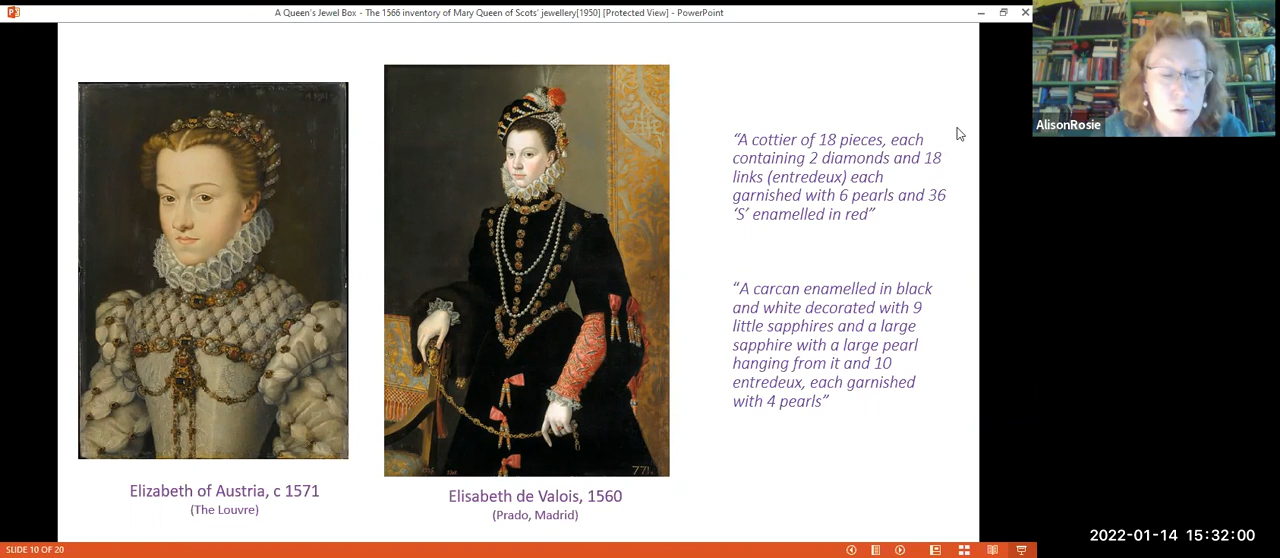 A Queen's Jewel Box - The 1566 inventory of Mary Queen of Scots' jewellery[1950] [Protected View] - PowerPoint
AlisonRosie
“A cottier of 18 pieces, each
containing 2 diamonds and 18
links (entredeux) each
garnished with 6 pearls and 36
‘S’ enamelled in red”
“A carcan enamelled in black
and white decorated with 9
little sapphires and a large
sapphire with a large pearl
hanging from it and 10
entredeux, each garnished
with 4 pearls”
771.
Elizabeth of Austria, c 1571
(The Louvre)
Elisabeth de Valois, 1560
(Prado, Madrid)
SLIDE 10 OF 20
2022-01-14 15:32:00